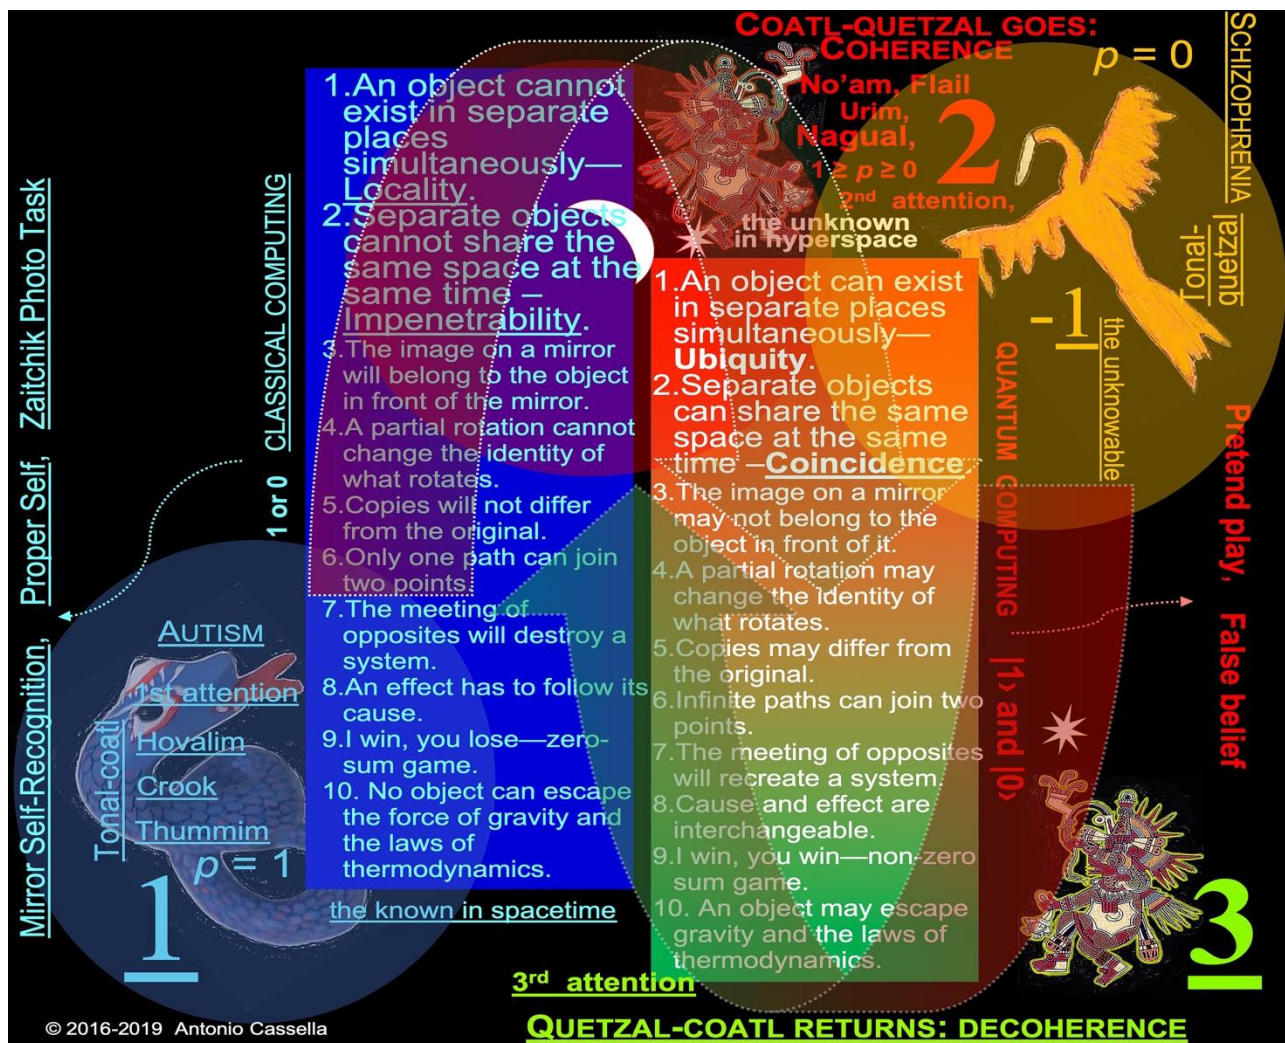 COATL-QUETZAL GOES:
COHERENCE
No'am, Flail
Urim,
Nagual,
1 ≥ p ≥ 0
2nd attention,
2
the unknown
in hyperspace
p = 0
SCHIZOPHRENIA
quetzal
Tonal-
-1
the unknowable
Mirror Self-Recognition, Proper Self, Zaitchik Photo Task
1 or 0 CLASSICAL COMPUTING
1.An object cannot
exist in separate
places
simultaneously—
Locality.
2.Separate objects
cannot share the
same space at the
same time –
Impenetrability.
3.The image on a mirror
will belong to the object
in front of the mirror.
4.A partial rotation cannot
change the identity of
what rotates.
5.Copies will not differ
from the original.
6.Only one path can join
two points.
7.The meeting of
opposites will destroy a
system.
8.An effect has to follow its
cause.
9.I win, you lose—zero-
sum game.
10. No object can escape
the force of gravity and
the laws of
thermodynamics.
the known in spacetime
1.An object can exist
in separate places
simultaneously—
Ubiquity.
2.Separate objects
can share the same
space at the same
time –Coincidence.
3.The image on a mirror
may not belong to the
object in front of it.
4.A partial rotation may
change the identity of
what rotates.
5.Copies may differ from
the original.
6.Infinite paths can join two
points.
7.The meeting of opposites
will recreate a system.
8.Cause and effect are
interchangeable.
9.I win, you win—non-zero
sum game.
10. An object may escape
gravity and the laws of
thermodynamics.
QUANTUM COMPUTING |1› and |0›
Pretend play, False belief
AUTISM
1st attention
Hovalim
Crook
Thummim
Tonal-coatl
p = 1
1
3
3rd attention
QUETZAL-COATL RETURNS: DECOHERENCE
© 2016-2019 Antonio Cassella